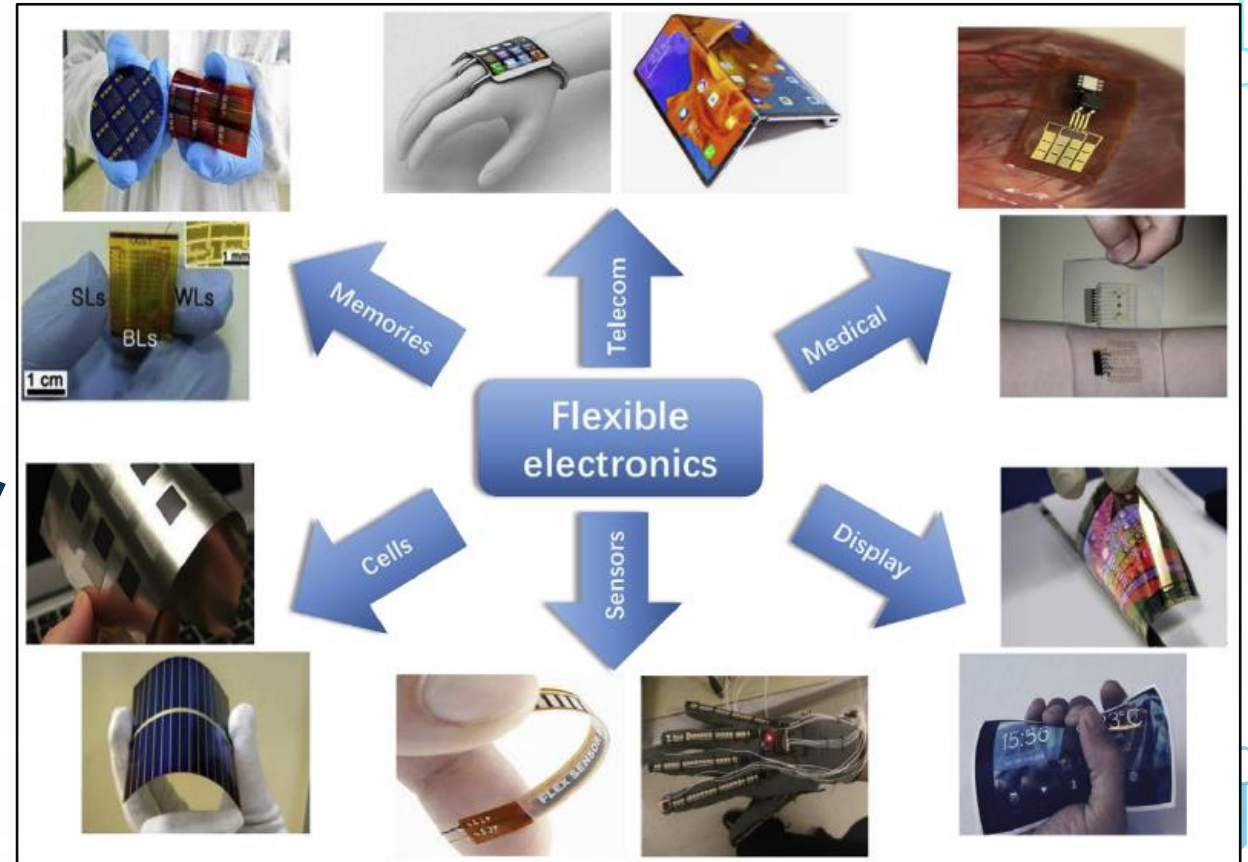 Flexible
electronics
Memories
Telecom
Medical
Cells
Sensors
Display
SLs
WLs
BLs
1 mm
1 cm
FLEX SENSOR
15:56
23°C
1